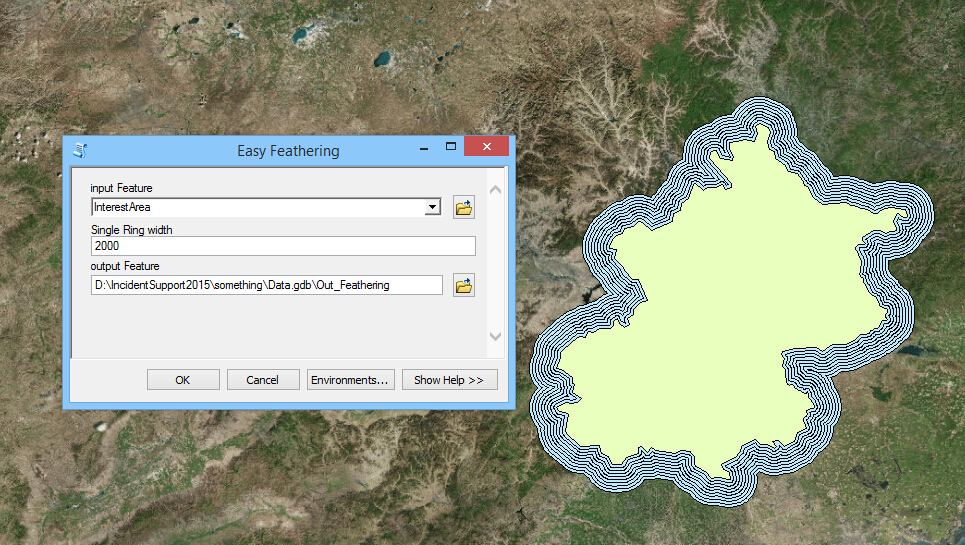 Easy Feathering
input Feature
InterestArea
Single Ring width
2000
output Feature
D:\IncidentSupport2015\something\Data.gdb\Out_Feathering
OK
Cancel
Environments...
Show Help >>